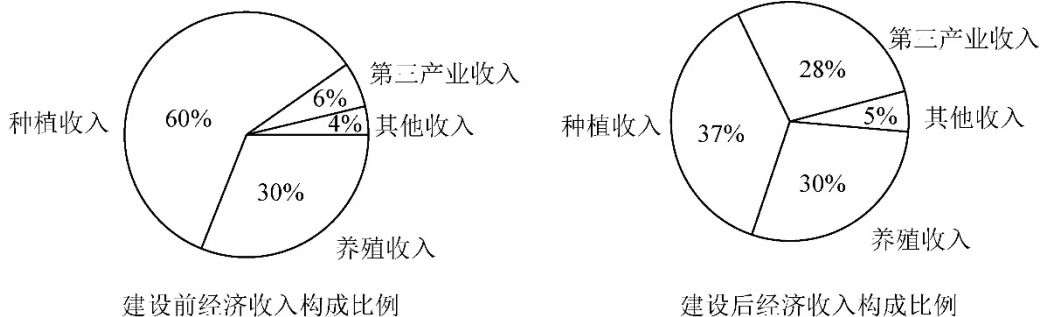 种植收入
60%
第三产业收入
6%
4%
其他收入
30%
养殖收入
建设前经济收入构成比例
第三产业收入
28%
种植收入
37%
5%
其他收入
30%
养殖收入
建设后经济收入构成比例